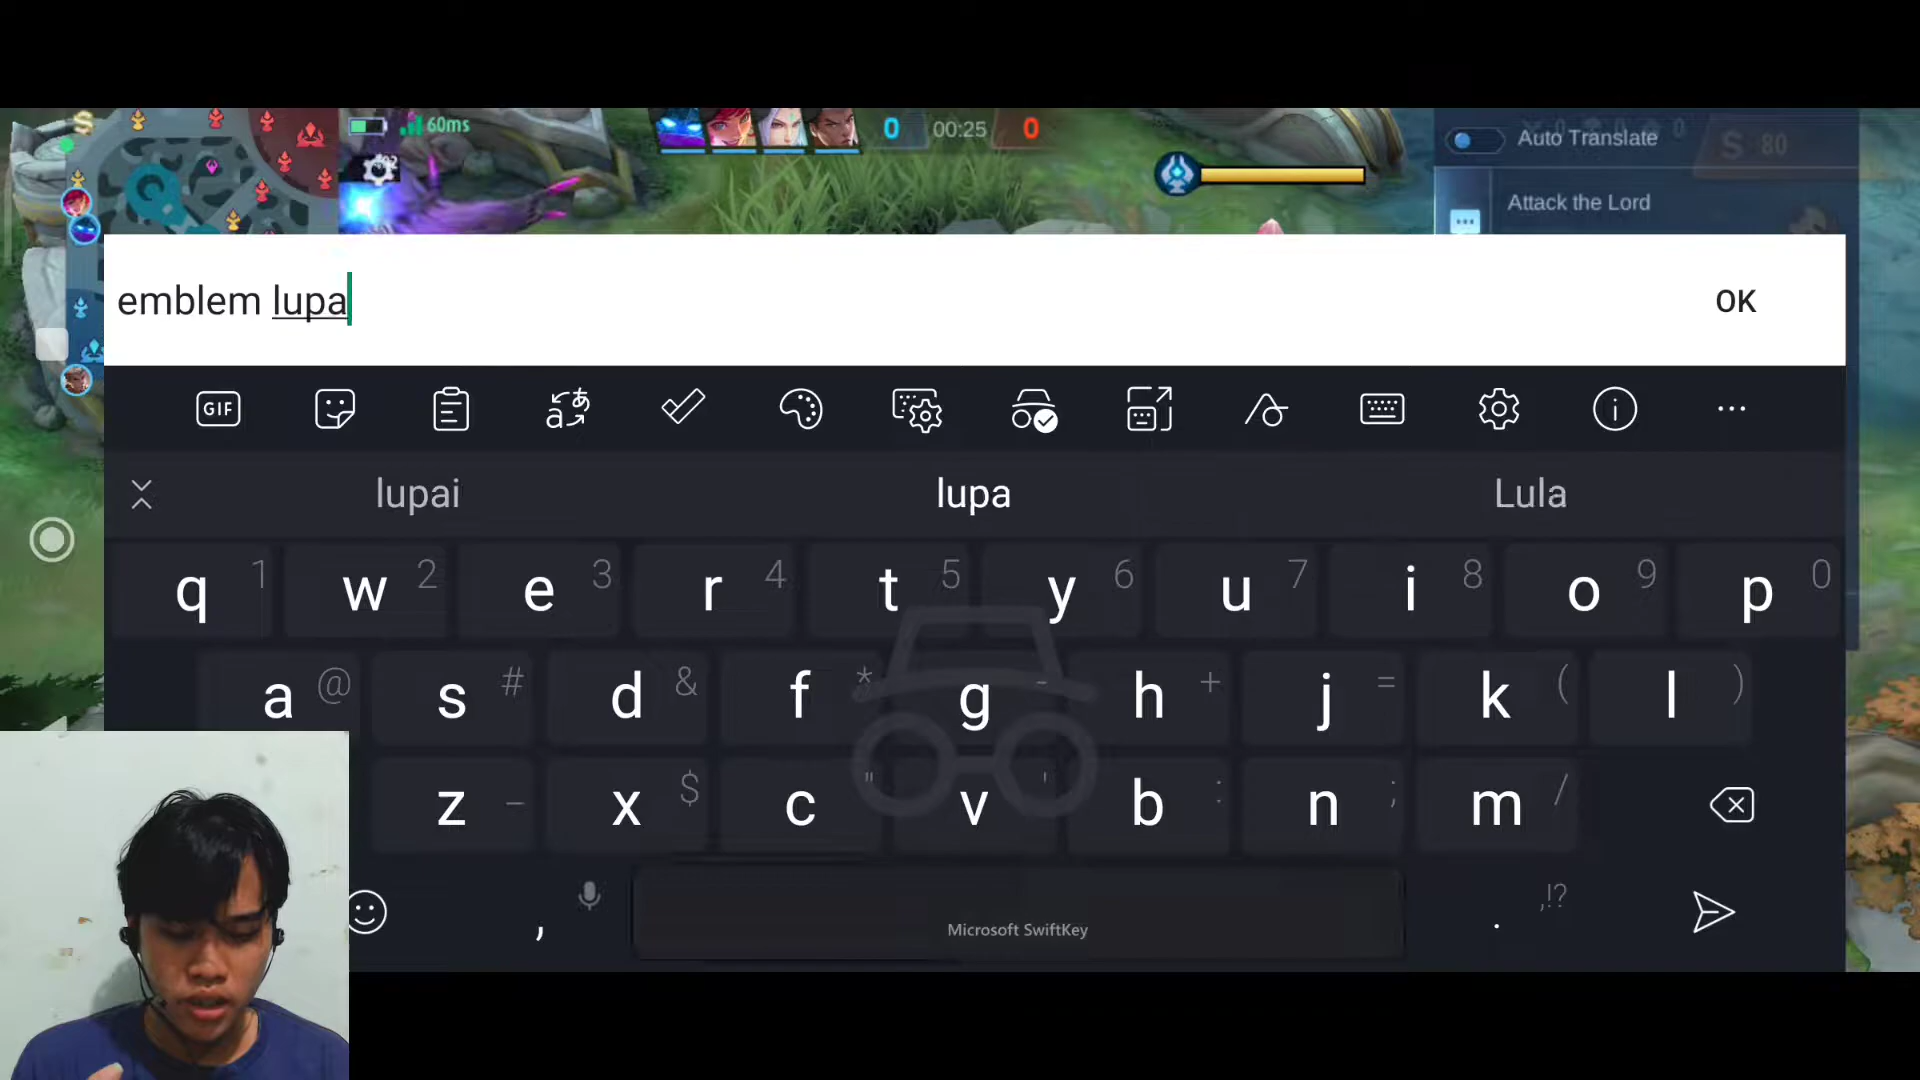 60ms
0 00:25 0
Auto Translate
Attack the Lord
$ 80
emblem lupa
OK
GIF
lupai lupa Lula
q 1 w 2 e 3 r 4 t 5 y 6 u 7 i 8 o 9 p 0
a @ s # d & f * g - h + j = k ( l )
z _ x $ c " v ' b : n ; m /
, Microsoft SwiftKey . ,!?